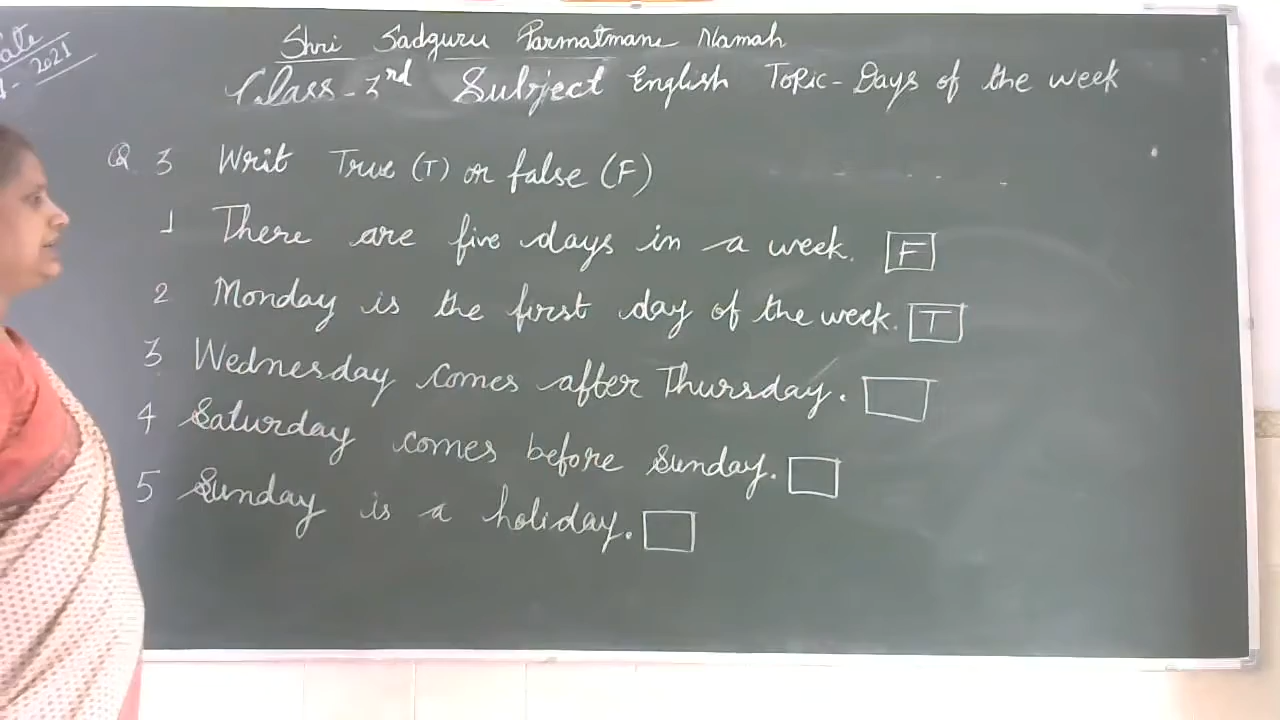 ate
- 2021
Shri Sadguru Parmatmane Namah
Class-3rd Subject English Topic-Days of the week
Q 3 Writ True (T) or false (F)
1 There are five days in a week. F
2 Monday is the first day of the week. T
3 Wednesday comes after Thursday.
4 Saturday comes before Sunday.
5 Sunday is a holiday.